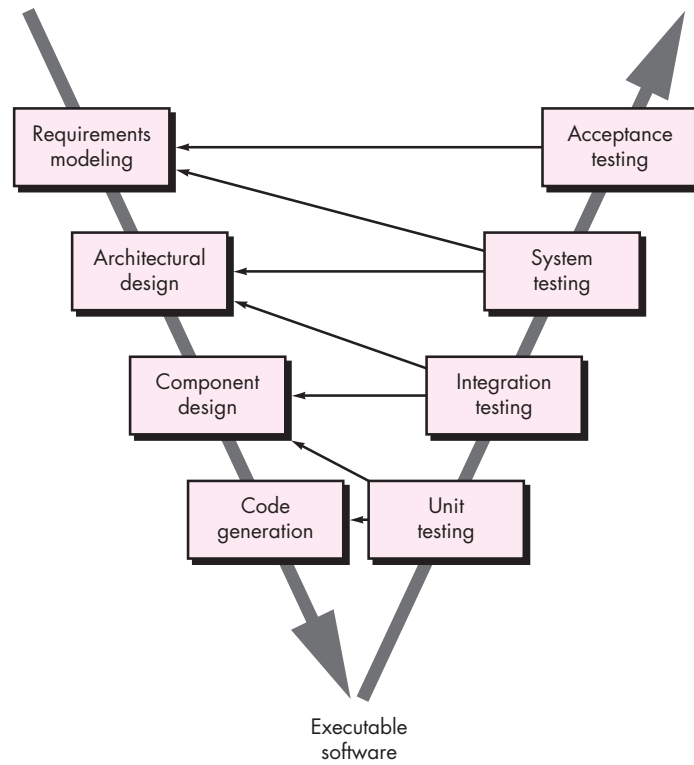 Requirements
modeling
Acceptance
testing
Architectural
design
System
testing
Component
design
Integration
testing
Code
generation
Unit
testing
Executable
software